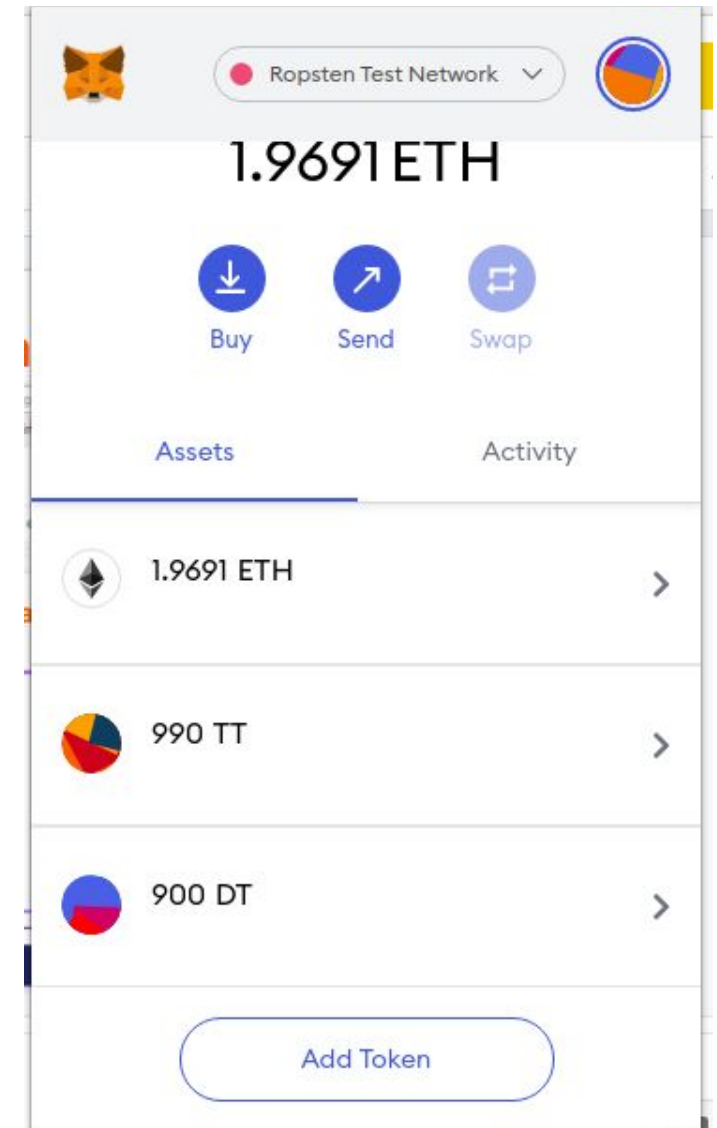 Ropsten Test Network
1.9691 ETH
Buy Send Swap
Assets Activity
1.9691 ETH
990 TT
900 DT
Add Token